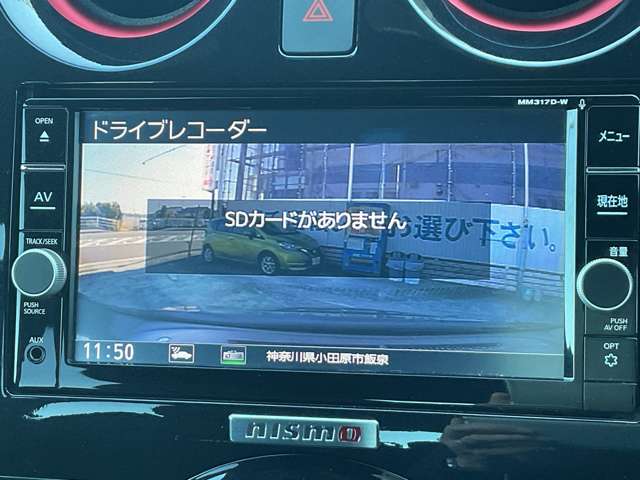 MM317D-W
OPEN
AV
TRACK/SEEK
PUSH
SOURCE
AUX
ドライブレコーダー
SDカードがありません
選び下さい。
11:50
神奈川県小田原市飯泉
メニュー
現在地
音量
PUSH
AV OFF
OPT
nismo